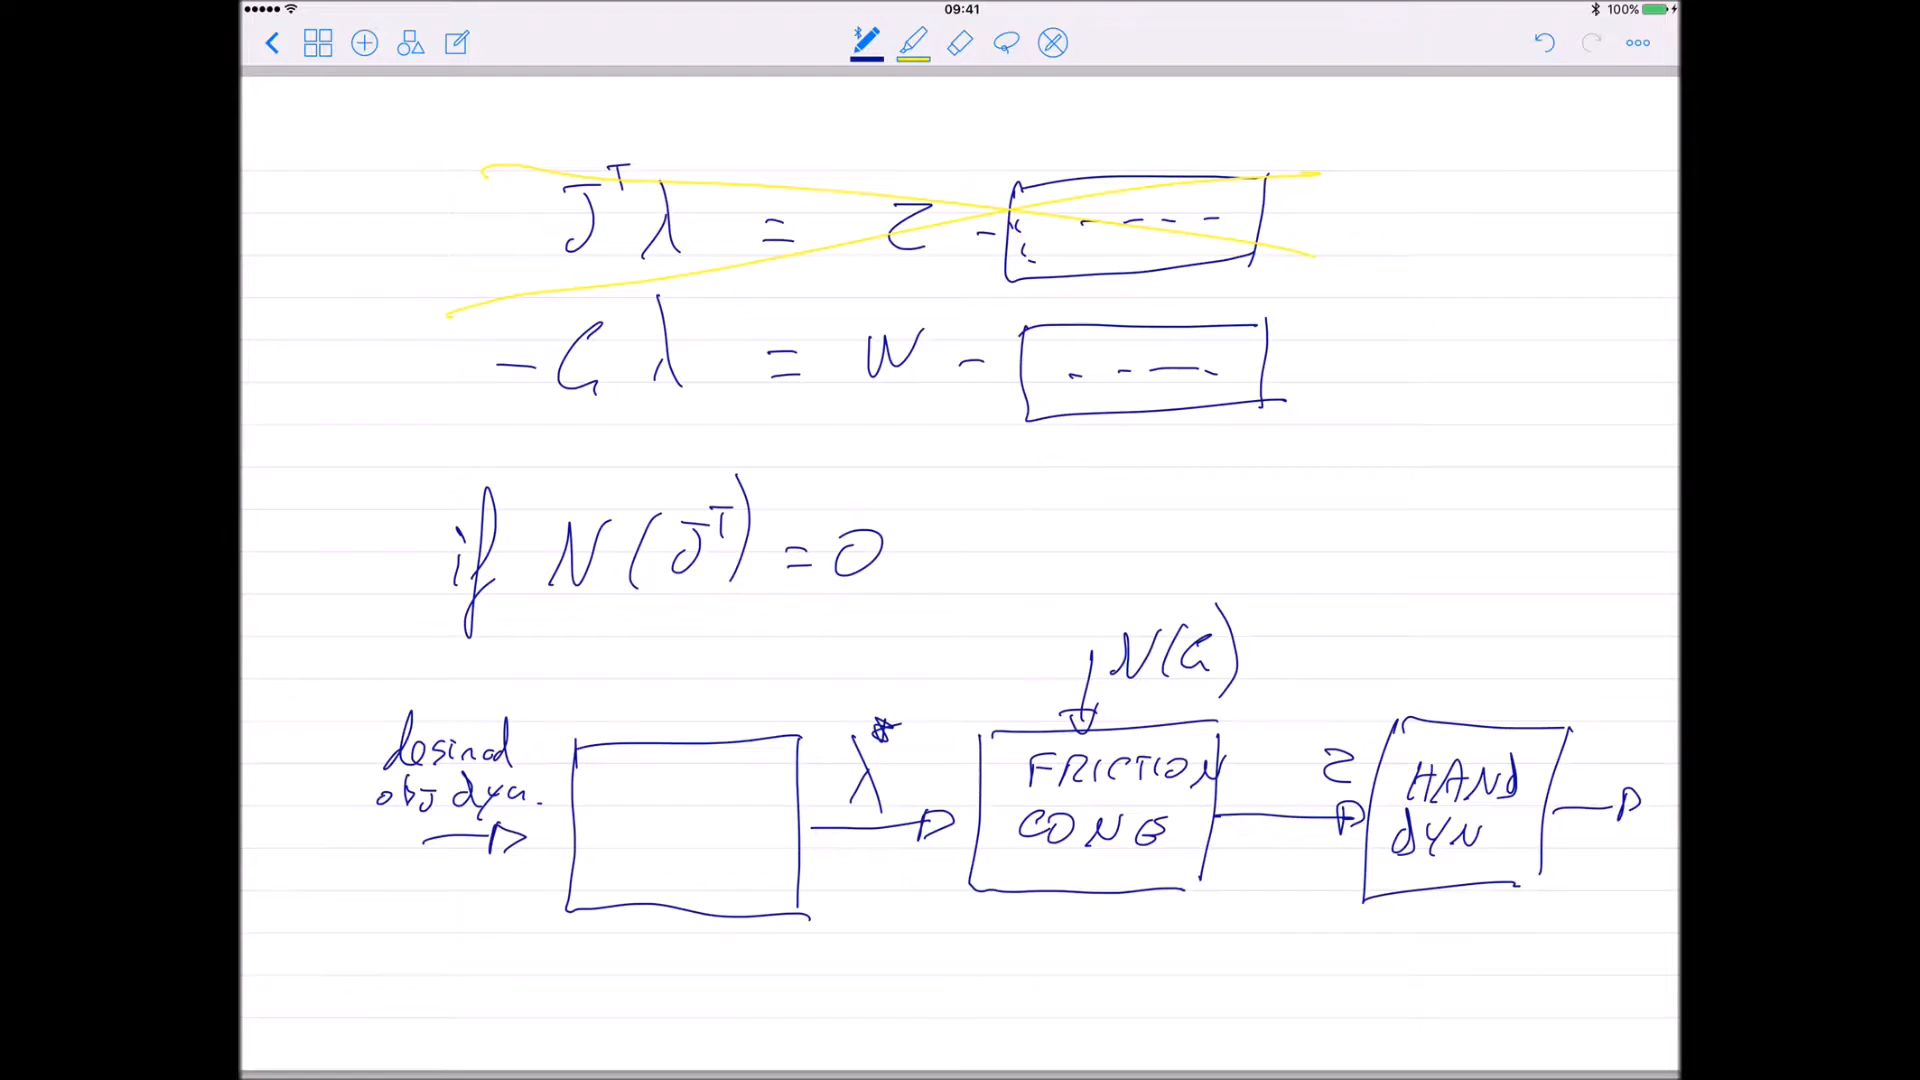 09:41
100%
J^T λ = τ - [- - - -]
- G λ = W - [- - — -]
if N(J^T) = 0
N(G)
desired
obj dyn.
λ*
FRICTION
CONE
τ
HAND
DYN